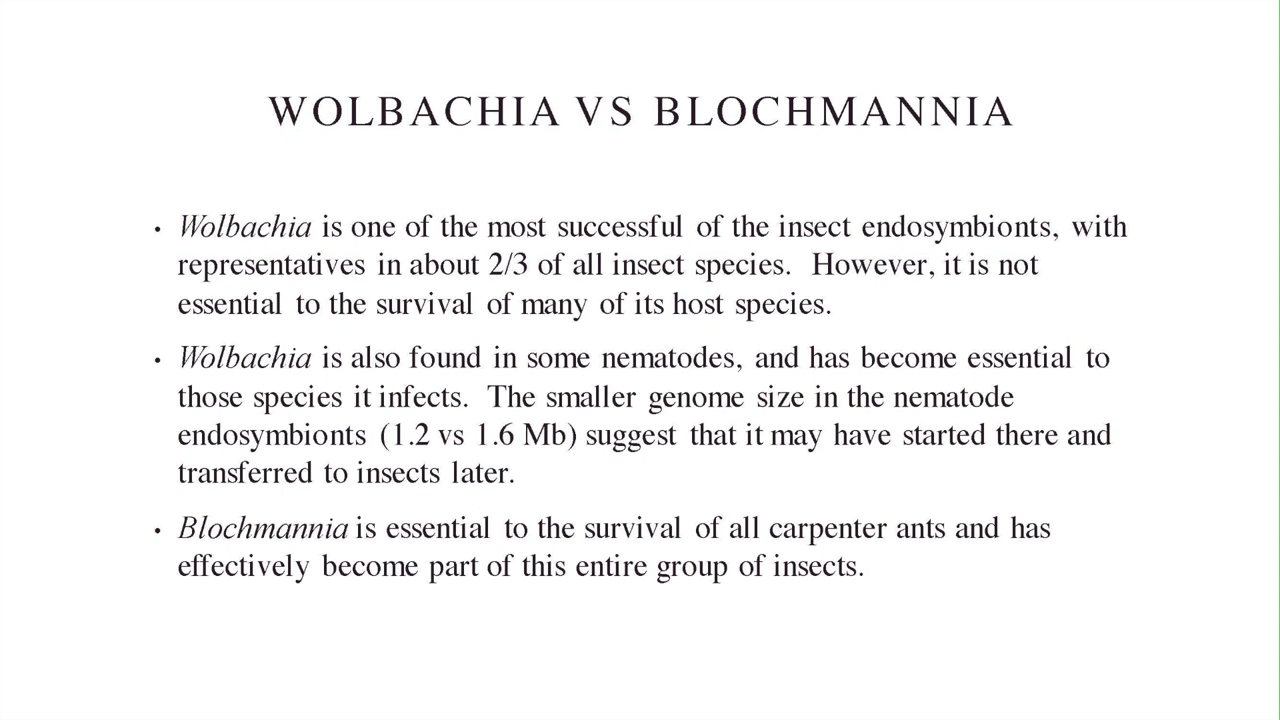 WOLBACHIA VS BLOCHMANNIA
• Wolbachia is one of the most successful of the insect endosymbionts, with
representatives in about 2/3 of all insect species. However, it is not
essential to the survival of many of its host species.
• Wolbachia is also found in some nematodes, and has become essential to
those species it infects. The smaller genome size in the nematode
endosymbionts (1.2 vs 1.6 Mb) suggest that it may have started there and
transferred to insects later.
• Blochmannia is essential to the survival of all carpenter ants and has
effectively become part of this entire group of insects.